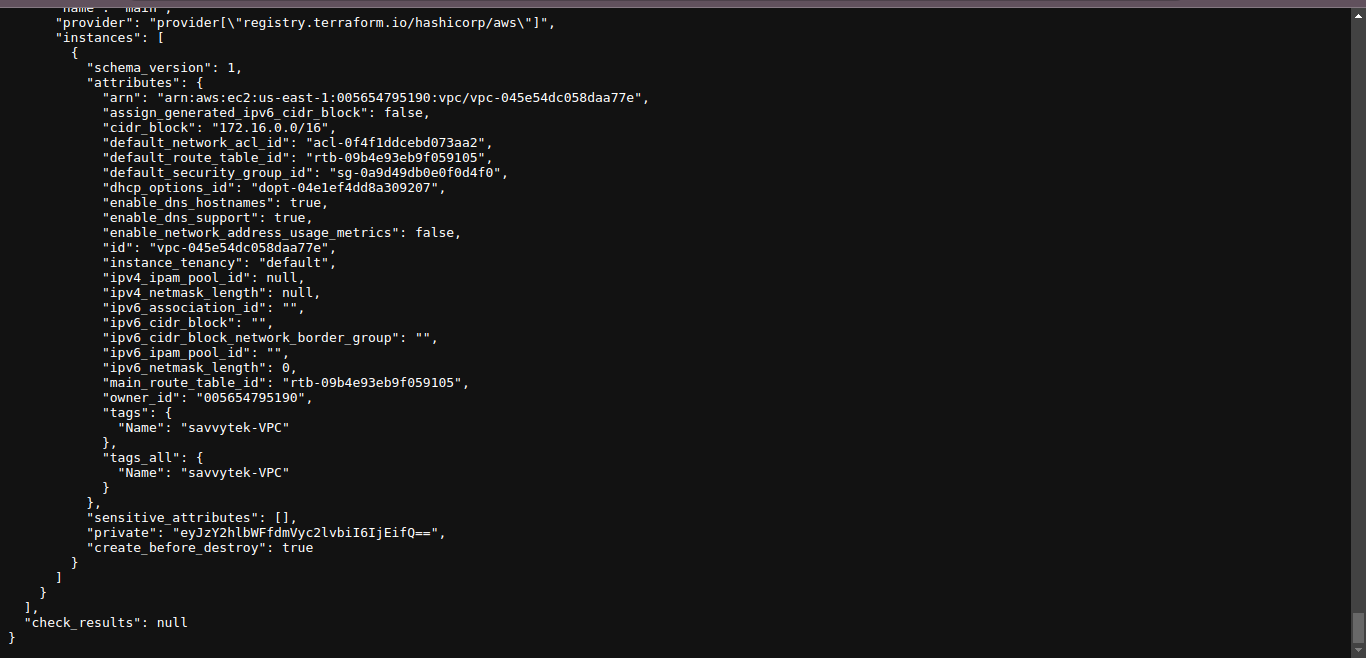 "name": "main",
"provider": "provider[\"registry.terraform.io/hashicorp/aws\"]",
"instances": [
{
"schema_version": 1,
"attributes": {
"arn": "arn:aws:ec2:us-east-1:005654795190:vpc/vpc-045e54dc058daa77e",
"assign_generated_ipv6_cidr_block": false,
"cidr_block": "172.16.0.0/16",
"default_network_acl_id": "acl-0f4f1ddcebd073aa2",
"default_route_table_id": "rtb-09b4e93eb9f059105",
"default_security_group_id": "sg-0a9d49db0e0f0d4f0",
"dhcp_options_id": "dopt-04e1ef4dd8a309207",
"enable_dns_hostnames": true,
"enable_dns_support": true,
"enable_network_address_usage_metrics": false,
"id": "vpc-045e54dc058daa77e",
"instance_tenancy": "default",
"ipv4_ipam_pool_id": null,
"ipv4_netmask_length": null,
"ipv6_association_id": "",
"ipv6_cidr_block": "",
"ipv6_cidr_block_network_border_group": "",
"ipv6_ipam_pool_id": "",
"ipv6_netmask_length": 0,
"main_route_table_id": "rtb-09b4e93eb9f059105",
"owner_id": "005654795190",
"tags": {
"Name": "savvytek-VPC"
},
"tags_all": {
"Name": "savvytek-VPC"
}
},
"sensitive_attributes": [],
"private": "eyJzY2hlbWFfdmVyc2lvbiI6IjEifQ==",
"create_before_destroy": true
}
]
}
],
"check_results": null
}